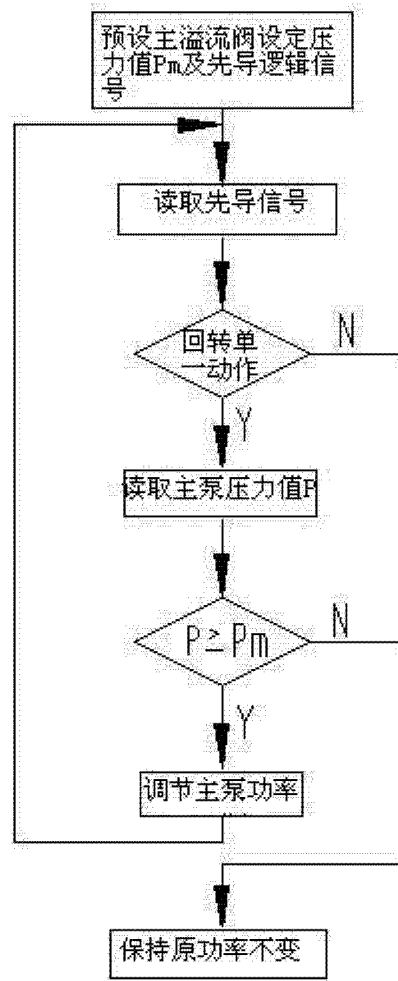 预设主溢流阀设定压
力值Pm及先导逻辑信
号
读取先导信号
回转单
一动作
N
Y
读取主泵压力值P
P≥Pm
N
Y
调节主泵功率
保持原功率不变